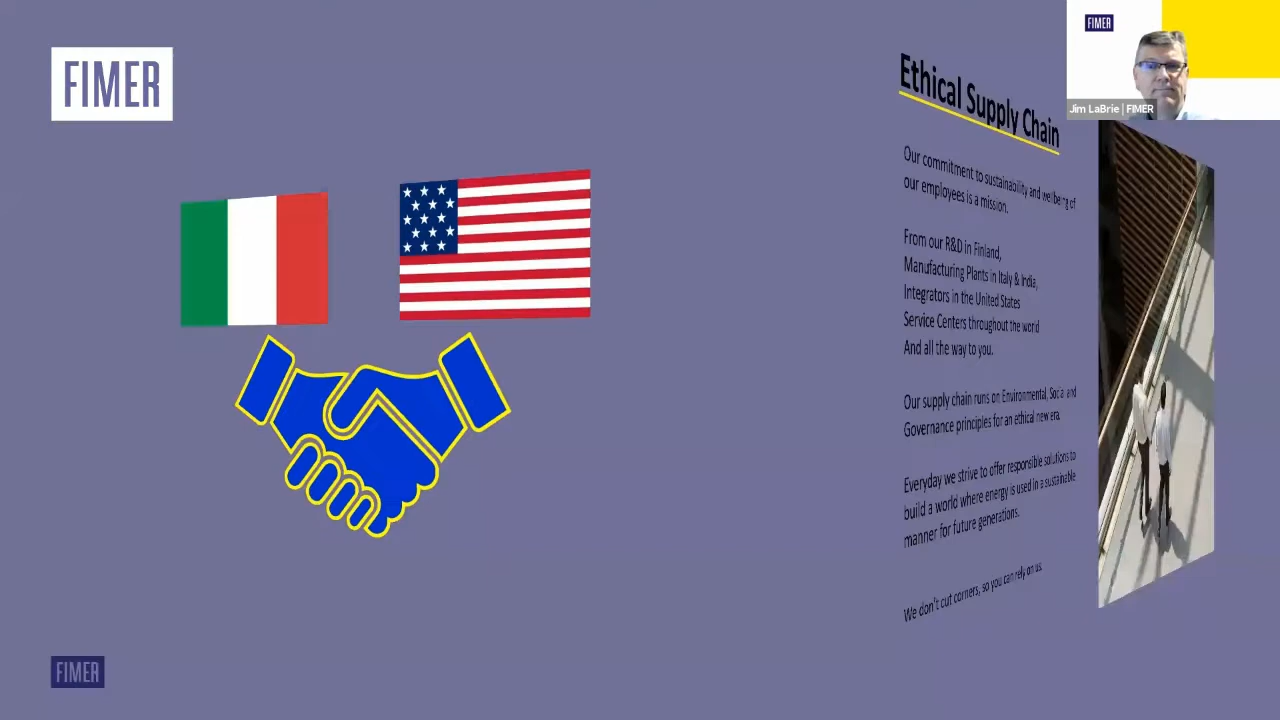 FIMER
FIMER
Jim LaBrie | FIMER
Ethical Supply Chain
Our commitment to sustainability and wellbeing of
our employees is a mission.
From our R&D in Finland,
Manufacturing Plants in Italy & India,
Integrators in the United States
Service Centers throughout the world
And all the way to you.
Our supply chain runs on Environmental, Social and
Governance principles for an ethical new era.
Everyday we strive to offer responsible solutions to
build a world where energy is used in a sustainable
manner for future generations.
We don't cut corners, so you can rely on us.
FIMER